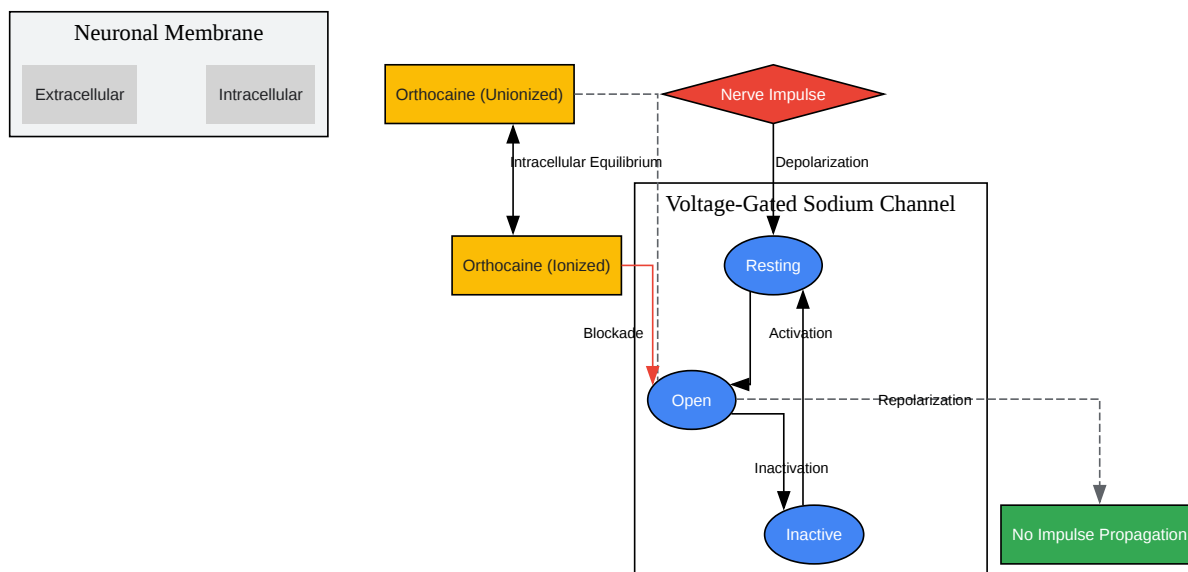 Neuronal Membrane
Extracellular
Intracellular
Orthocaine (Unionized)
Nerve Impulse
Intracellular Equilibrium
Depolarization
Voltage-Gated Sodium Channel
Orthocaine (Ionized)
Resting
Blockade
Activation
Open
Repolarization
Inactivation
Inactive
No Impulse Propagation